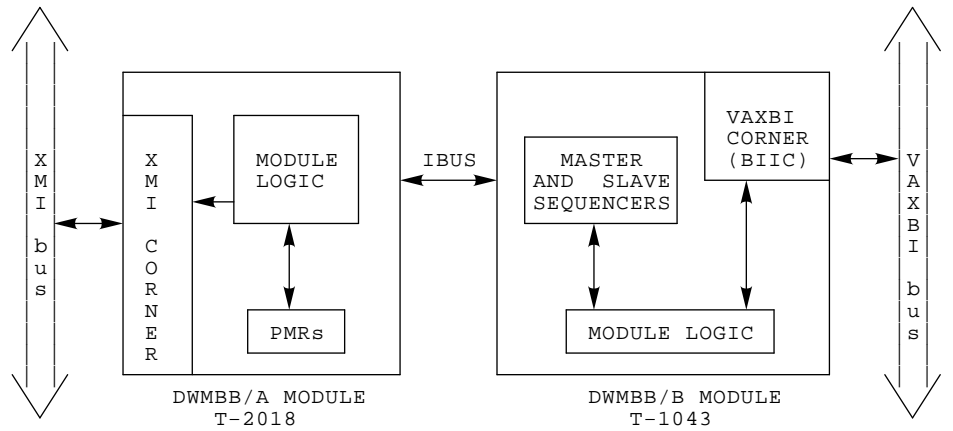 XMI bus
XMI CORNER
MODULE
LOGIC
PMRs
DWMBB/A MODULE
T-2018
IBUS
MASTER
AND SLAVE
SEQUENCERS
VAXBI
CORNER
(BIIC)
MODULE LOGIC
DWMBB/B MODULE
T-1043
VAXBI bus